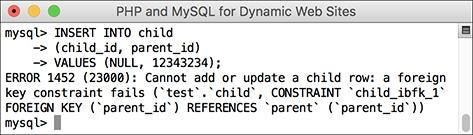 PHP and MySQL for Dynamic Web Sites
mysql> INSERT INTO child
    -> (child_id, parent_id)
    -> VALUES (NULL, 12343234);
ERROR 1452 (23000): Cannot add or update a child row: a foreign
key constraint fails (`test`.`child`, CONSTRAINT `child_ibfk_1`
FOREIGN KEY (`parent_id`) REFERENCES `parent` (`parent_id`))
mysql>